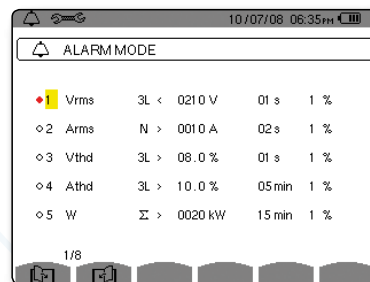 10/07/08 06:35PM
ALARM MODE
1 Vrms 3L < 0210 V 01 s 1 %
2 Arms N > 0010 A 02 s 1 %
3 Vthd 3L > 08.0 % 01 s 1 %
4 Athd 3L > 10.0 % 05 min 1 %
5 W Σ > 0020 kW 15 min 1 %
1/8